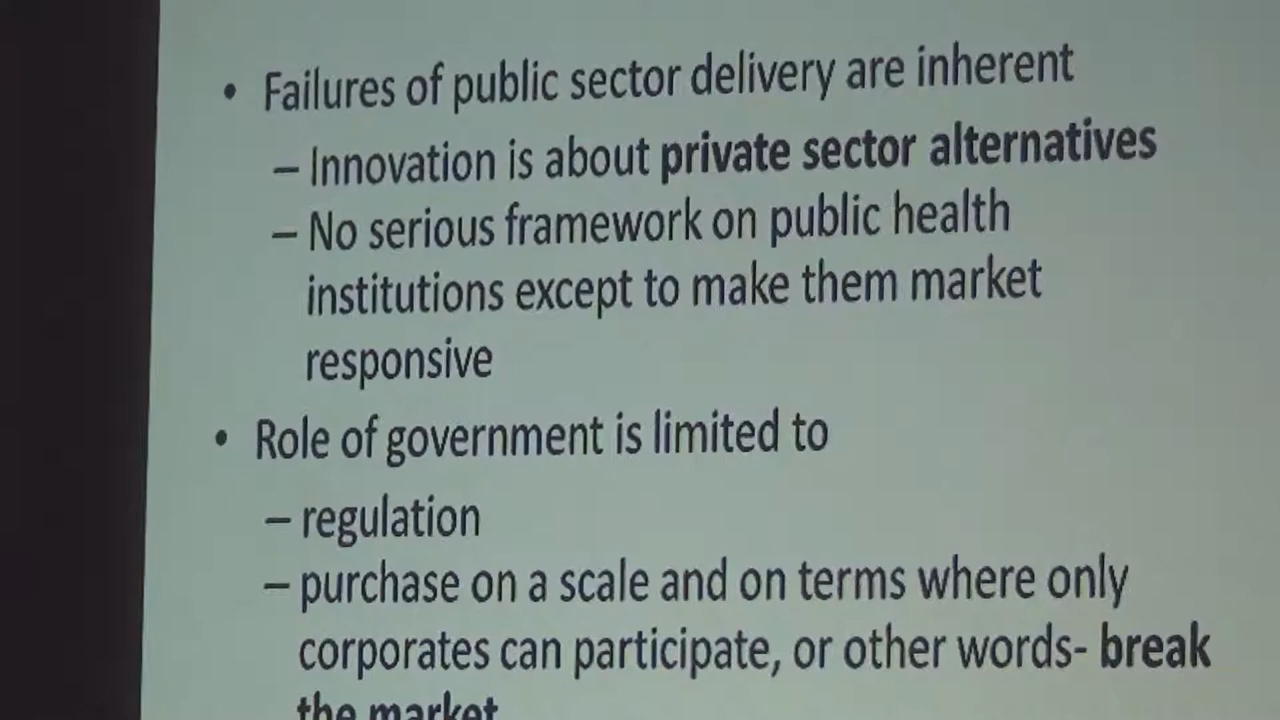 • Failures of public sector delivery are inherent
– Innovation is about private sector alternatives
– No serious framework on public health
institutions except to make them market
responsive
• Role of government is limited to
– regulation
– purchase on a scale and on terms where only
corporates can participate, or other words- break
the market